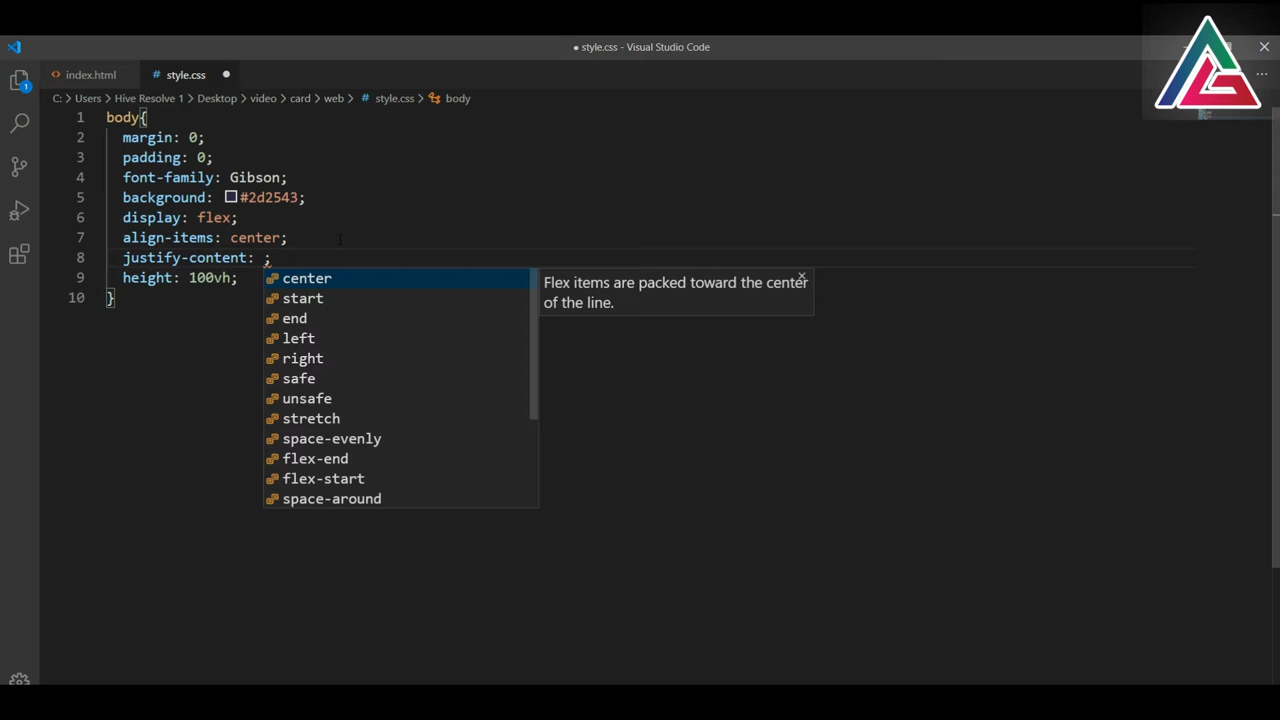 ● style.css - Visual Studio Code
index.html
style.css
C: > Users > Hive Resolve 1 > Desktop > video > card > web > # style.css > body
1 body{
2 margin: 0;
3 padding: 0;
4 font-family: Gibson;
5 background: #2d2543;
6 display: flex;
7 align-items: center;
8 justify-content: ;
9 height: 100vh;
10 }
center
Flex items are packed toward the center
of the line.
start
end
left
right
safe
unsafe
stretch
space-evenly
flex-end
flex-start
space-around
1